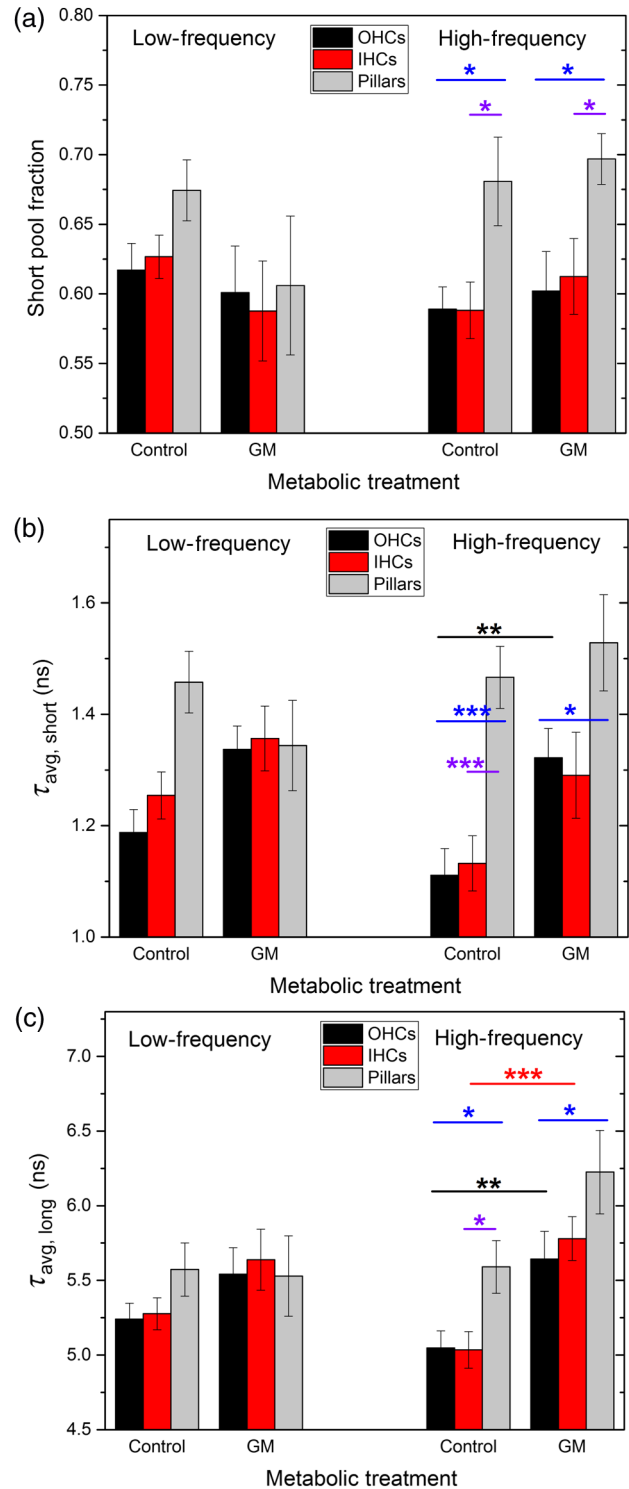 (a)
0.80
0.75
0.70
0.65
0.60
0.55
0.50
Short pool fraction
Low-frequency
OHCs
IHCs
Pillars
High-frequency
*
*
*
*
Control
GM
Control
GM
Metabolic treatment
(b)
1.6
1.4
1.2
1.0
τavg, short (ns)
Low-frequency
OHCs
IHCs
Pillars
High-frequency
**
***
*
***
Control
GM
Control
GM
Metabolic treatment
(c)
7.0
6.5
6.0
5.5
5.0
4.5
τavg, long (ns)
Low-frequency
OHCs
IHCs
Pillars
High-frequency
***
*
*
**
*
Control
GM
Control
GM
Metabolic treatment